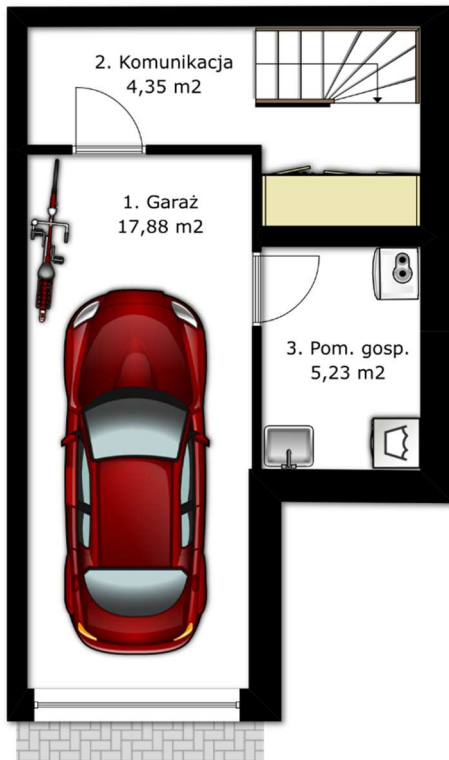 2. Komunikacja
4,35 m2
1. Garaż
17,88 m2
3. Pom. gosp.
5,23 m2